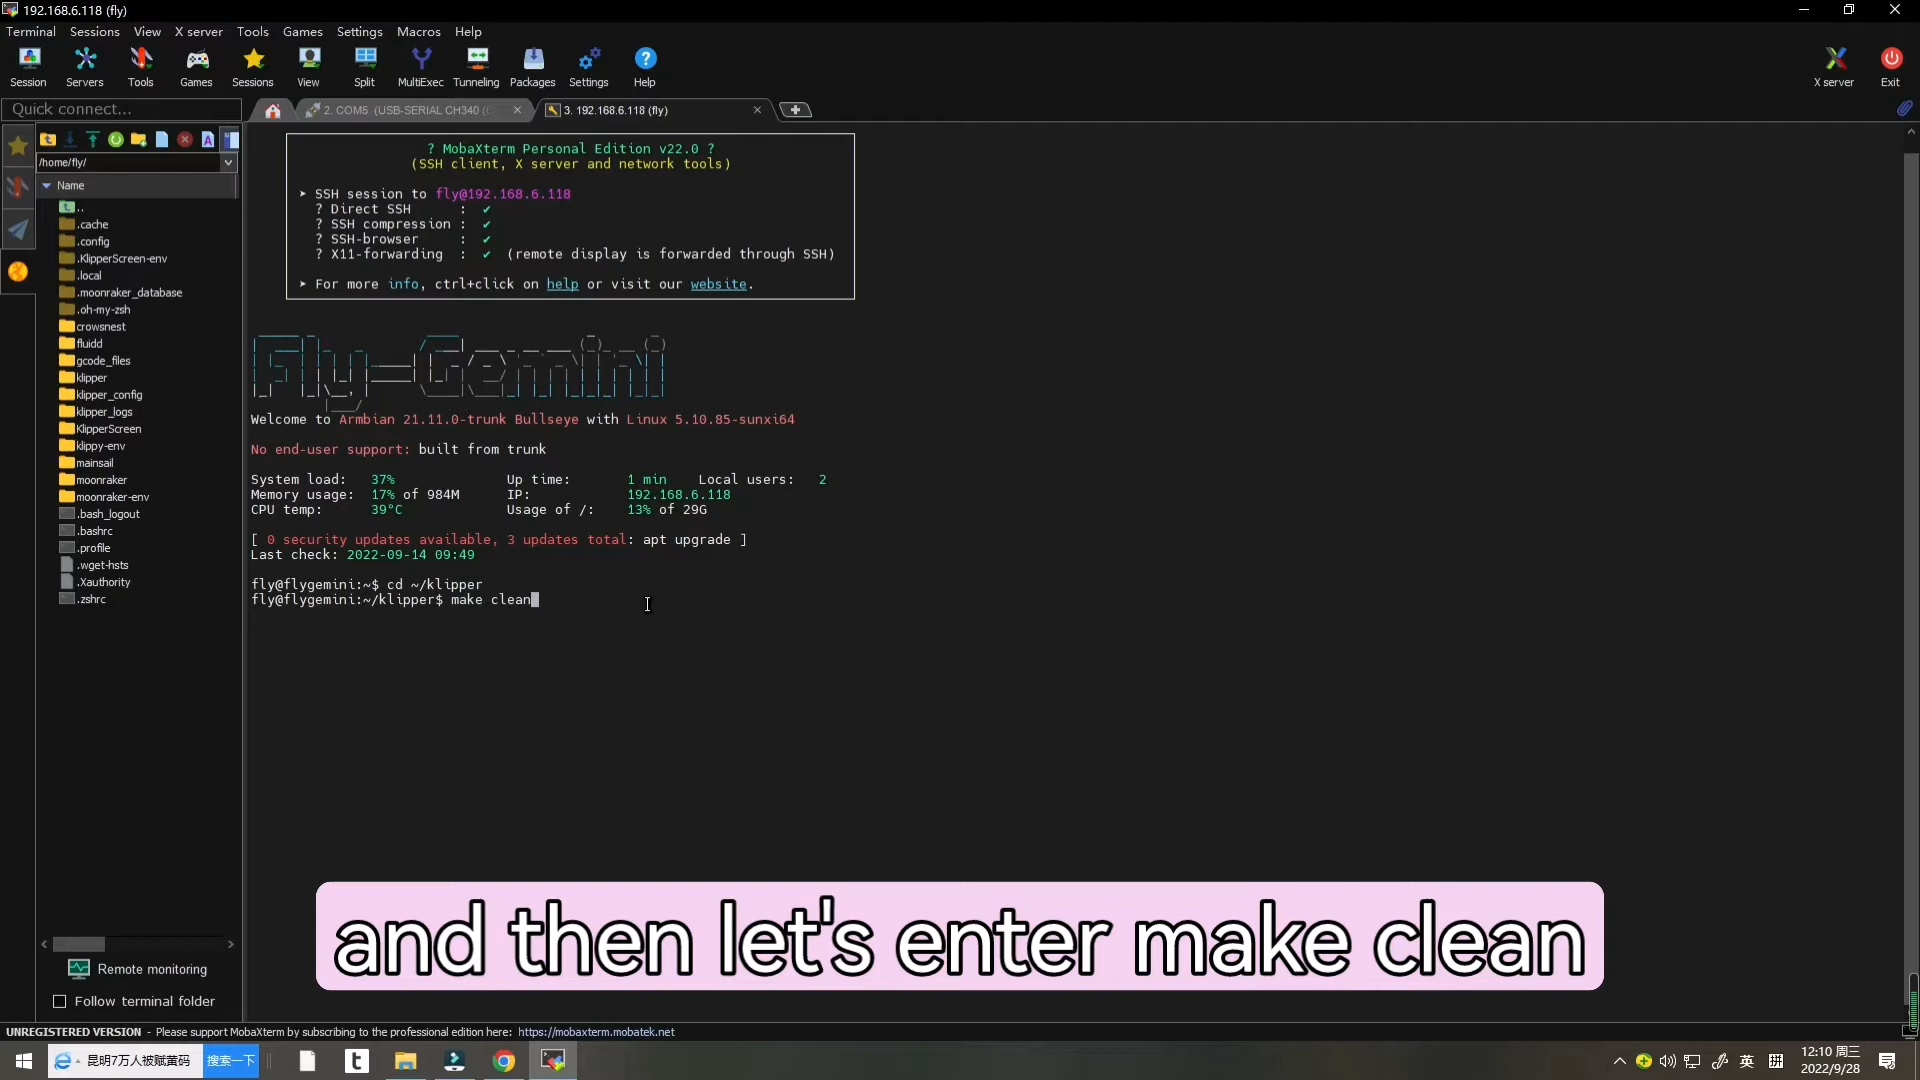 192.168.6.118 (fly)
Terminal Sessions View X server Tools Games Settings Macros Help
Session Servers Tools Games Sessions View Split MultiExec Tunneling Packages Settings Help X server Exit
Quick connect...
2. COM5 (USB-SERIAL CH340 (
3. 192.168.6.118 (fly)
/home/fly/
Name
..
.cache
.config
.KlipperScreen-env
.local
.moonraker_database
.oh-my-zsh
crowsnest
fluidd
gcode_files
klipper
klipper_config
klipper_logs
KlipperScreen
klippy-env
mainsail
moonraker
moonraker-env
.bash_logout
.bashrc
.profile
.wget-hsts
.Xauthority
.zshrc
Remote monitoring
Follow terminal folder
? MobaXterm Personal Edition v22.0 ?
(SSH client, X server and network tools)
➤ SSH session to fly@192.168.6.118
? Direct SSH : ✔
? SSH compression : ✔
? SSH-browser : ✔
? X11-forwarding : ✔ (remote display is forwarded through SSH)
➤ For more info, ctrl+click on help or visit our website.
Fly-Gemini
Welcome to Armbian 21.11.0-trunk Bullseye with Linux 5.10.85-sunxi64
No end-user support: built from trunk
System load: 37% Up time: 1 min Local users: 2
Memory usage: 17% of 984M IP: 192.168.6.118
CPU temp: 39°C Usage of /: 13% of 29G
[ 0 security updates available, 3 updates total: apt upgrade ]
Last check: 2022-09-14 09:49
fly@flygemini:~$ cd ~/klipper
fly@flygemini:~/klipper$ make clean
and then let's enter make clean
UNREGISTERED VERSION - Please support MobaXterm by subscribing to the professional edition here: https://mobaxterm.mobatek.net
昆明7万人被赋黄码 搜索一下
英 拼
12:10 周三
2022/9/28